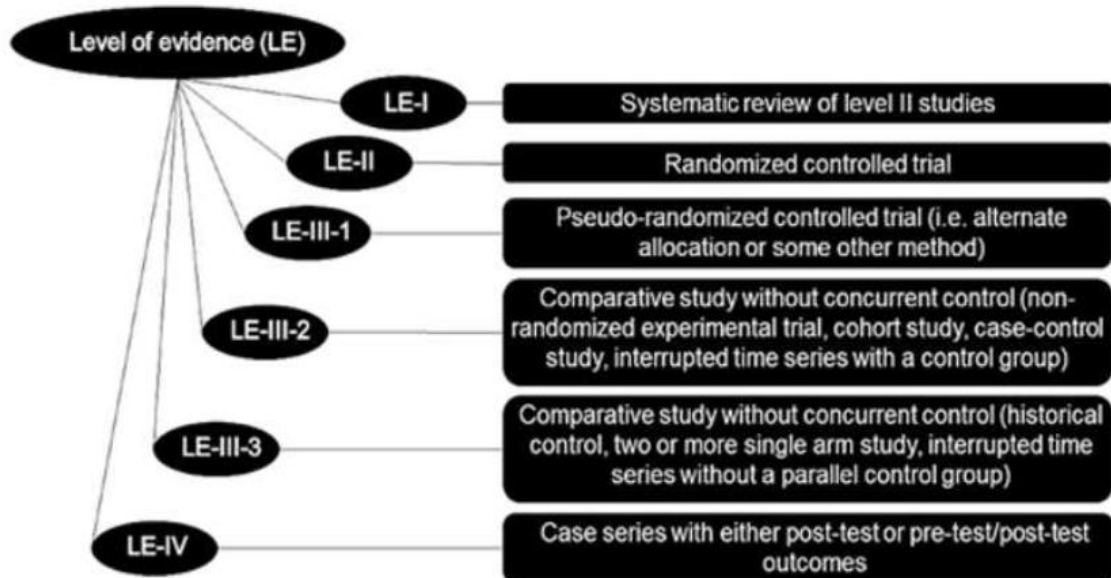 Level of evidence (LE)
LE-I
Systematic review of level II studies
LE-II
Randomized controlled trial
LE-III-1
Pseudo-randomized controlled trial (i.e. alternate
allocation or some other method)
LE-III-2
Comparative study without concurrent control (non-
randomized experimental trial, cohort study, case-control
study, interrupted time series with a control group)
LE-III-3
Comparative study without concurrent control (historical
control, two or more single arm study, interrupted time
series without a parallel control group)
LE-IV
Case series with either post-test or pre-test/post-test
outcomes